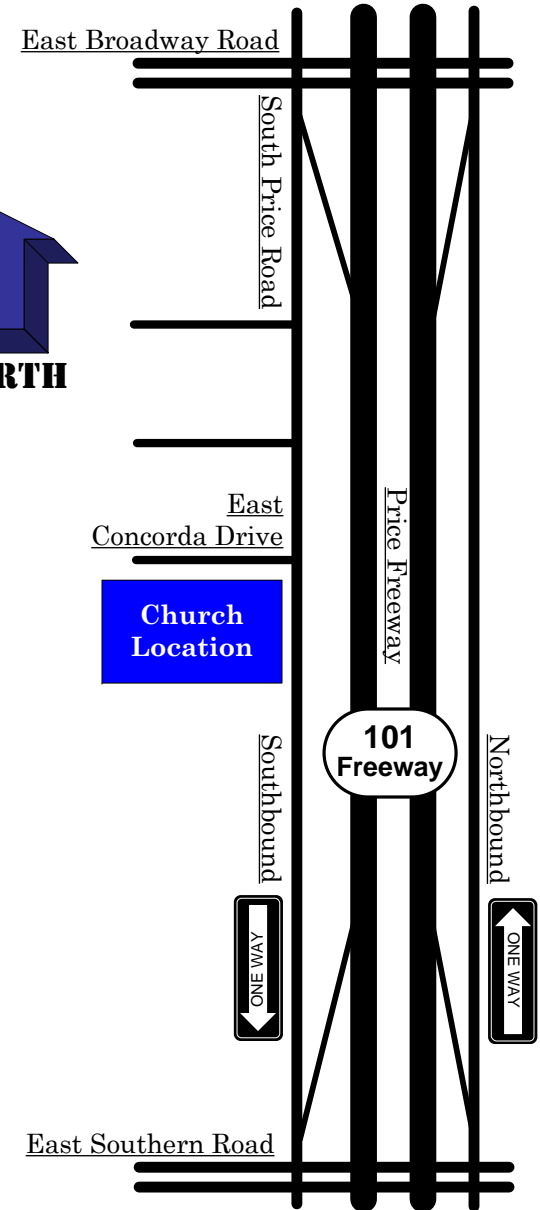 East Broadway Road
South Price Road
RTH
East
Concorda Drive
Price Freeway
Church
Location
101
Freeway
Southbound
Northbound
ONE WAY
ONE WAY
East Southern Road